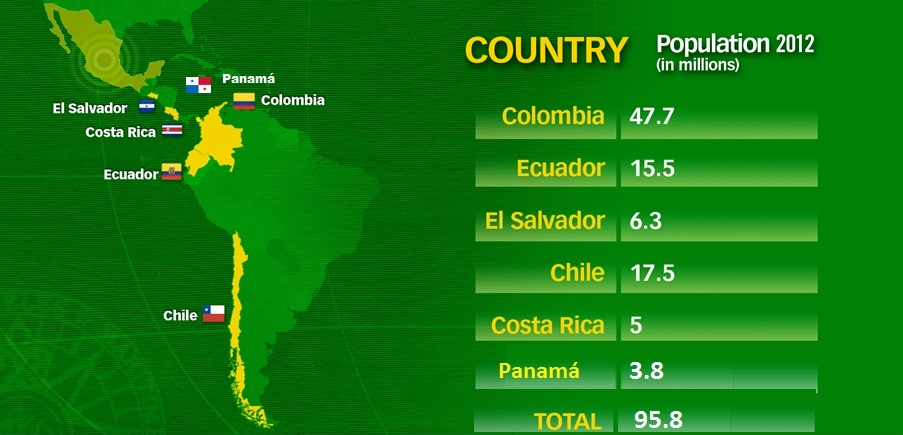 Panamá
El Salvador
Colombia
Costa Rica
Ecuador
Chile
COUNTRY Population 2012
(in millions)
Colombia 47.7
Ecuador 15.5
El Salvador 6.3
Chile 17.5
Costa Rica 5
Panamá 3.8
TOTAL 95.8